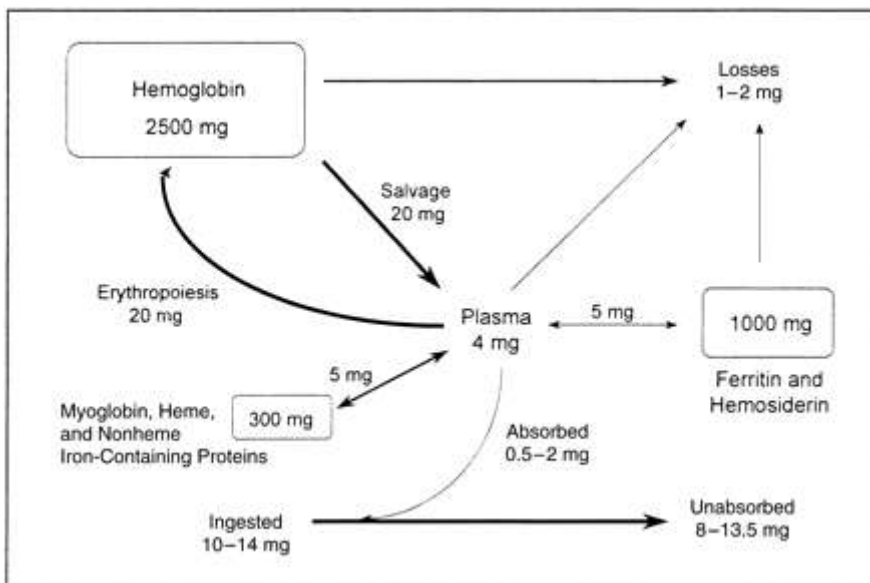 Hemoglobin
2500 mg
Losses
1–2 mg
Salvage
20 mg
Erythropoiesis
20 mg
Plasma
4 mg
5 mg
1000 mg
Ferritin and
Hemosiderin
5 mg
Myoglobin, Heme,
and Nonheme
Iron-Containing Proteins
300 mg
Absorbed
0.5–2 mg
Ingested
10–14 mg
Unabsorbed
8–13.5 mg